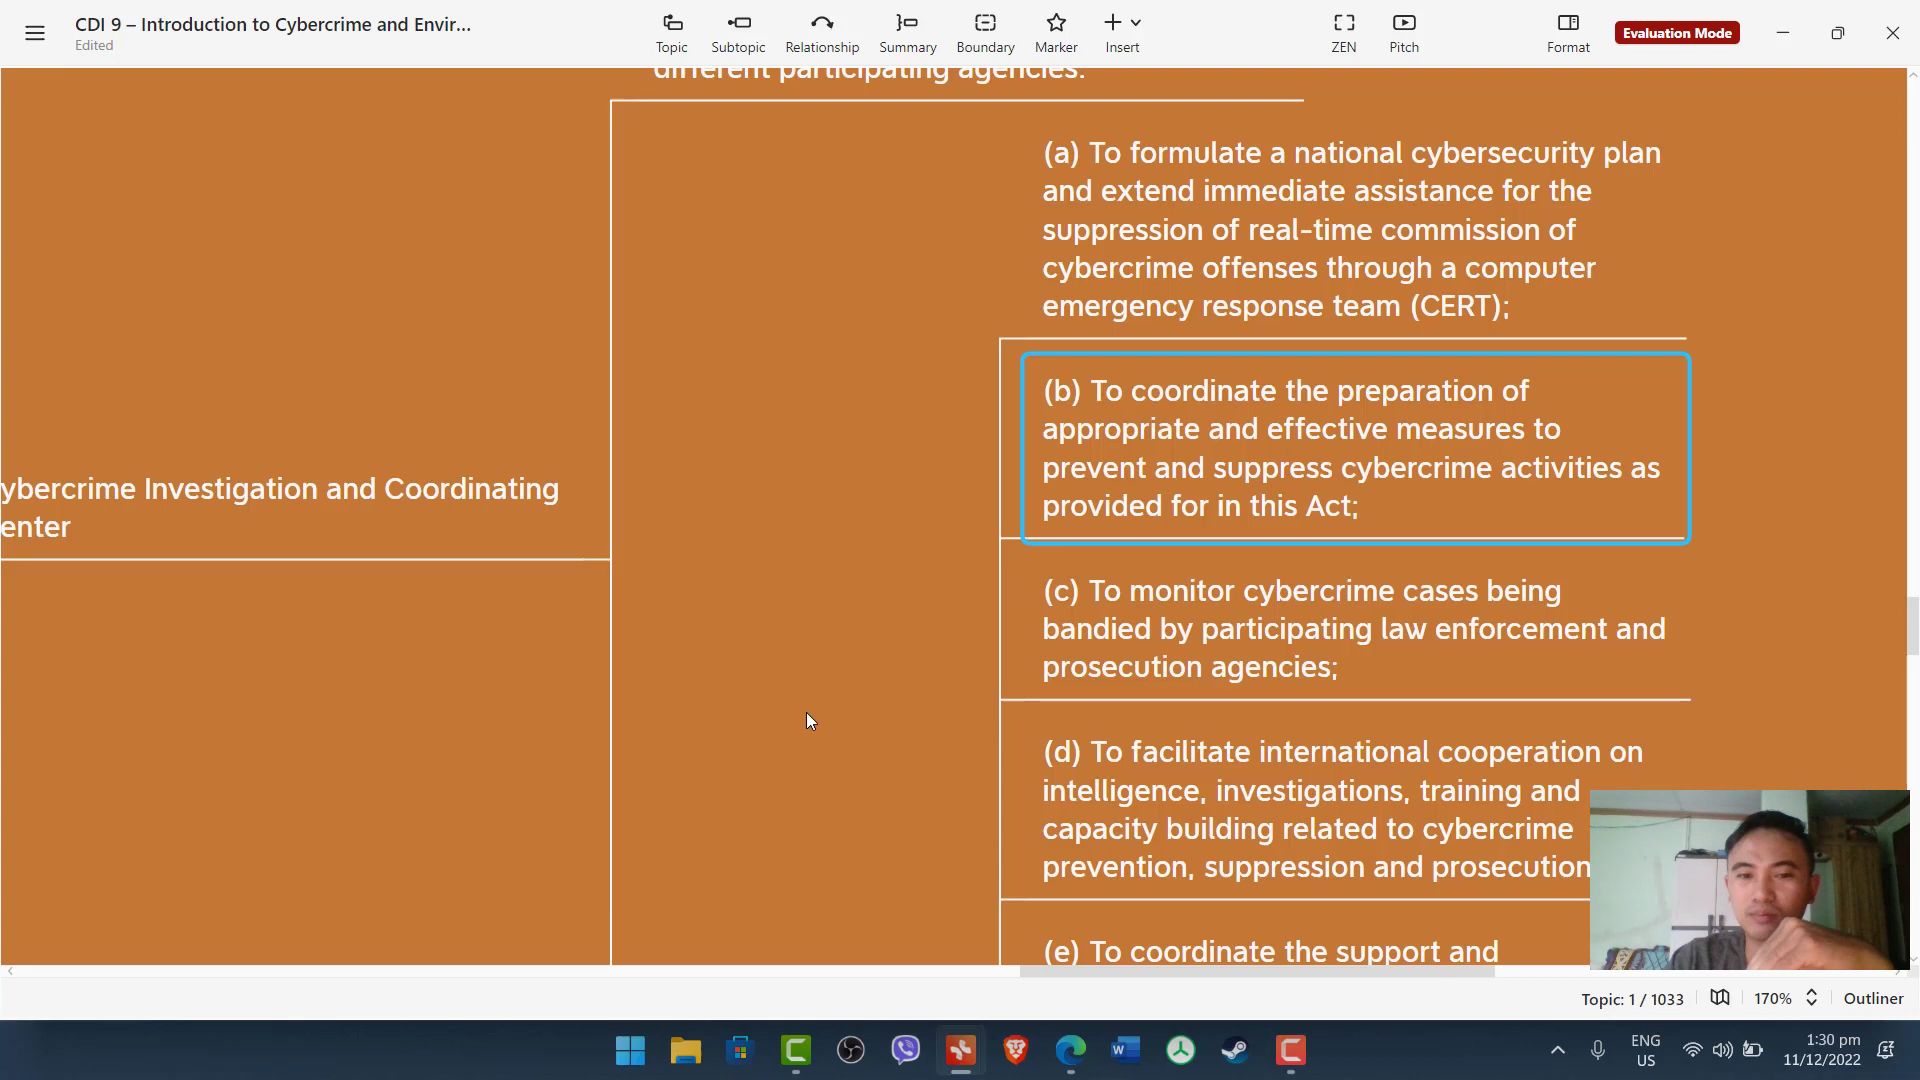 CDI 9 – Introduction to Cybercrime and Envir...
Edited
Topic
Subtopic
Relationship
Summary
Boundary
Marker
Insert
ZEN
Pitch
Format
Evaluation Mode
different participating agencies.
(a) To formulate a national cybersecurity plan
and extend immediate assistance for the
suppression of real-time commission of
cybercrime offenses through a computer
emergency response team (CERT);
(b) To coordinate the preparation of
appropriate and effective measures to
prevent and suppress cybercrime activities as
provided for in this Act;
ybercrime Investigation and Coordinating
enter
(c) To monitor cybercrime cases being
bandied by participating law enforcement and
prosecution agencies;
(d) To facilitate international cooperation on
intelligence, investigations, training and
capacity building related to cybercrime
prevention, suppression and prosecution
(e) To coordinate the support and
Topic: 1 / 1033
170%
Outliner
ENG
US
1:30 pm
11/12/2022